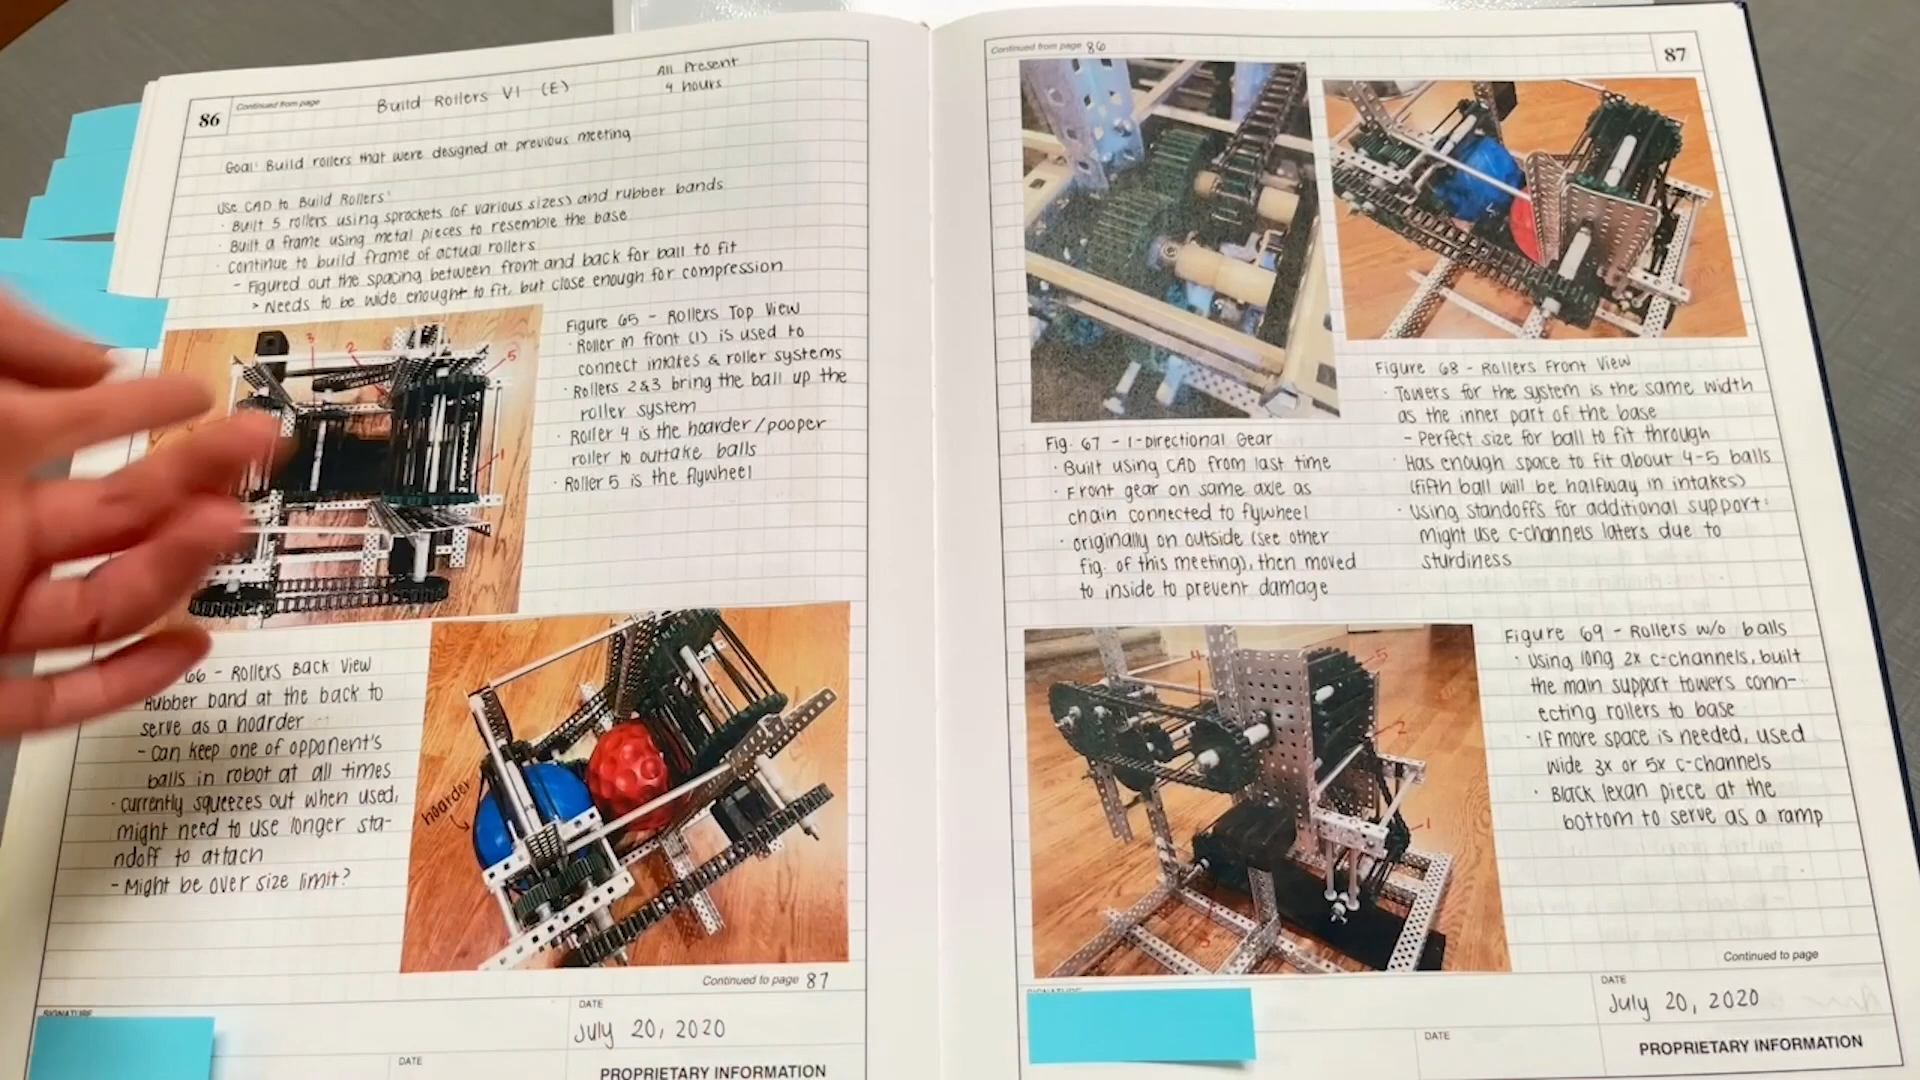 86
Continued from page
Build Rollers V1 (E)
All Present
4 hours
Goal: Build rollers that were designed at previous meeting
Use CAD to Build Rollers:
· Built 5 rollers using sprockets (of various sizes) and rubber bands
· Built a frame using metal pieces to resemble the base
· Continue to build frame of actual rollers
- Figured out the spacing between front and back for ball to fit
> Needs to be wide enought to fit, but close enough for compression
3
2
5
1
Figure 65 - Rollers Top View
· Roller in front (1) is used to
connect intakes & roller systems
· Rollers 2&3 bring the ball up the
roller system
· Roller 4 is the hoarder/pooper
roller to outtake balls
· Roller 5 is the flywheel
66 - Rollers Back View
Rubber band at the back to
serve as a hoarder
- Can keep one of opponent's
balls in robot at all times
· currently squeezes out when used,
might need to use longer sta-
ndoff to attach
- Might be over size limit?
hoarder
Continued to page 87
SIGNATURE
DATE
July 20, 2020
DATE
PROPRIETARY INFORMATION
Continued from page 86
87
Fig. 67 - 1-Directional Gear
· Built using CAD from last time
· Front gear on same axle as
chain connected to flywheel
· originally on outside (see other
fig. of this meeting), then moved
to inside to prevent damage
Figure 68 - Rollers Front View
· Towers for the system is the same width
as the inner part of the base
- Perfect size for ball to fit through
· Has enough space to fit about 4-5 balls
(fifth ball will be halfway in intakes)
· Using standoffs for additional support:
might use c-channels laters due to
sturdiness
4
5
2
1
3
Figure 69 - Rollers w/o balls
· Using long 2x c-channels, built
the main support towers conn-
ecting rollers to base
· If more space is needed, used
wide 3x or 5x c-channels
· Black lexan piece at the
bottom to serve as a ramp
Continued to page
SIGNATURE
DATE
July 20, 2020
DATE
PROPRIETARY INFORMATION